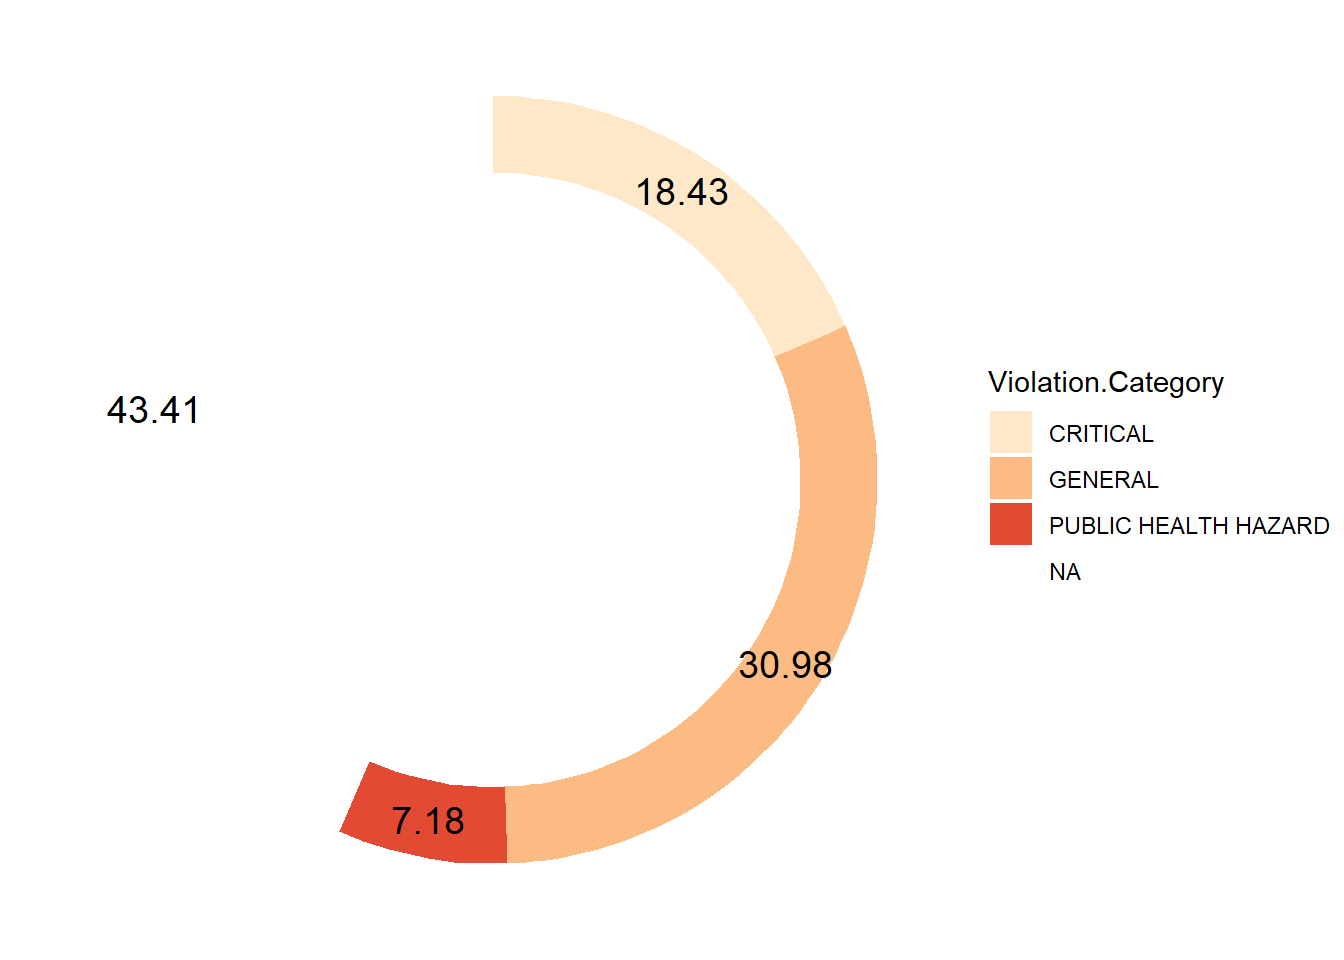 18.43
Violation.Category
43.41
CRITICAL
GENERAL
PUBLIC HEALTH HAZARD
NA
30.98
7.18